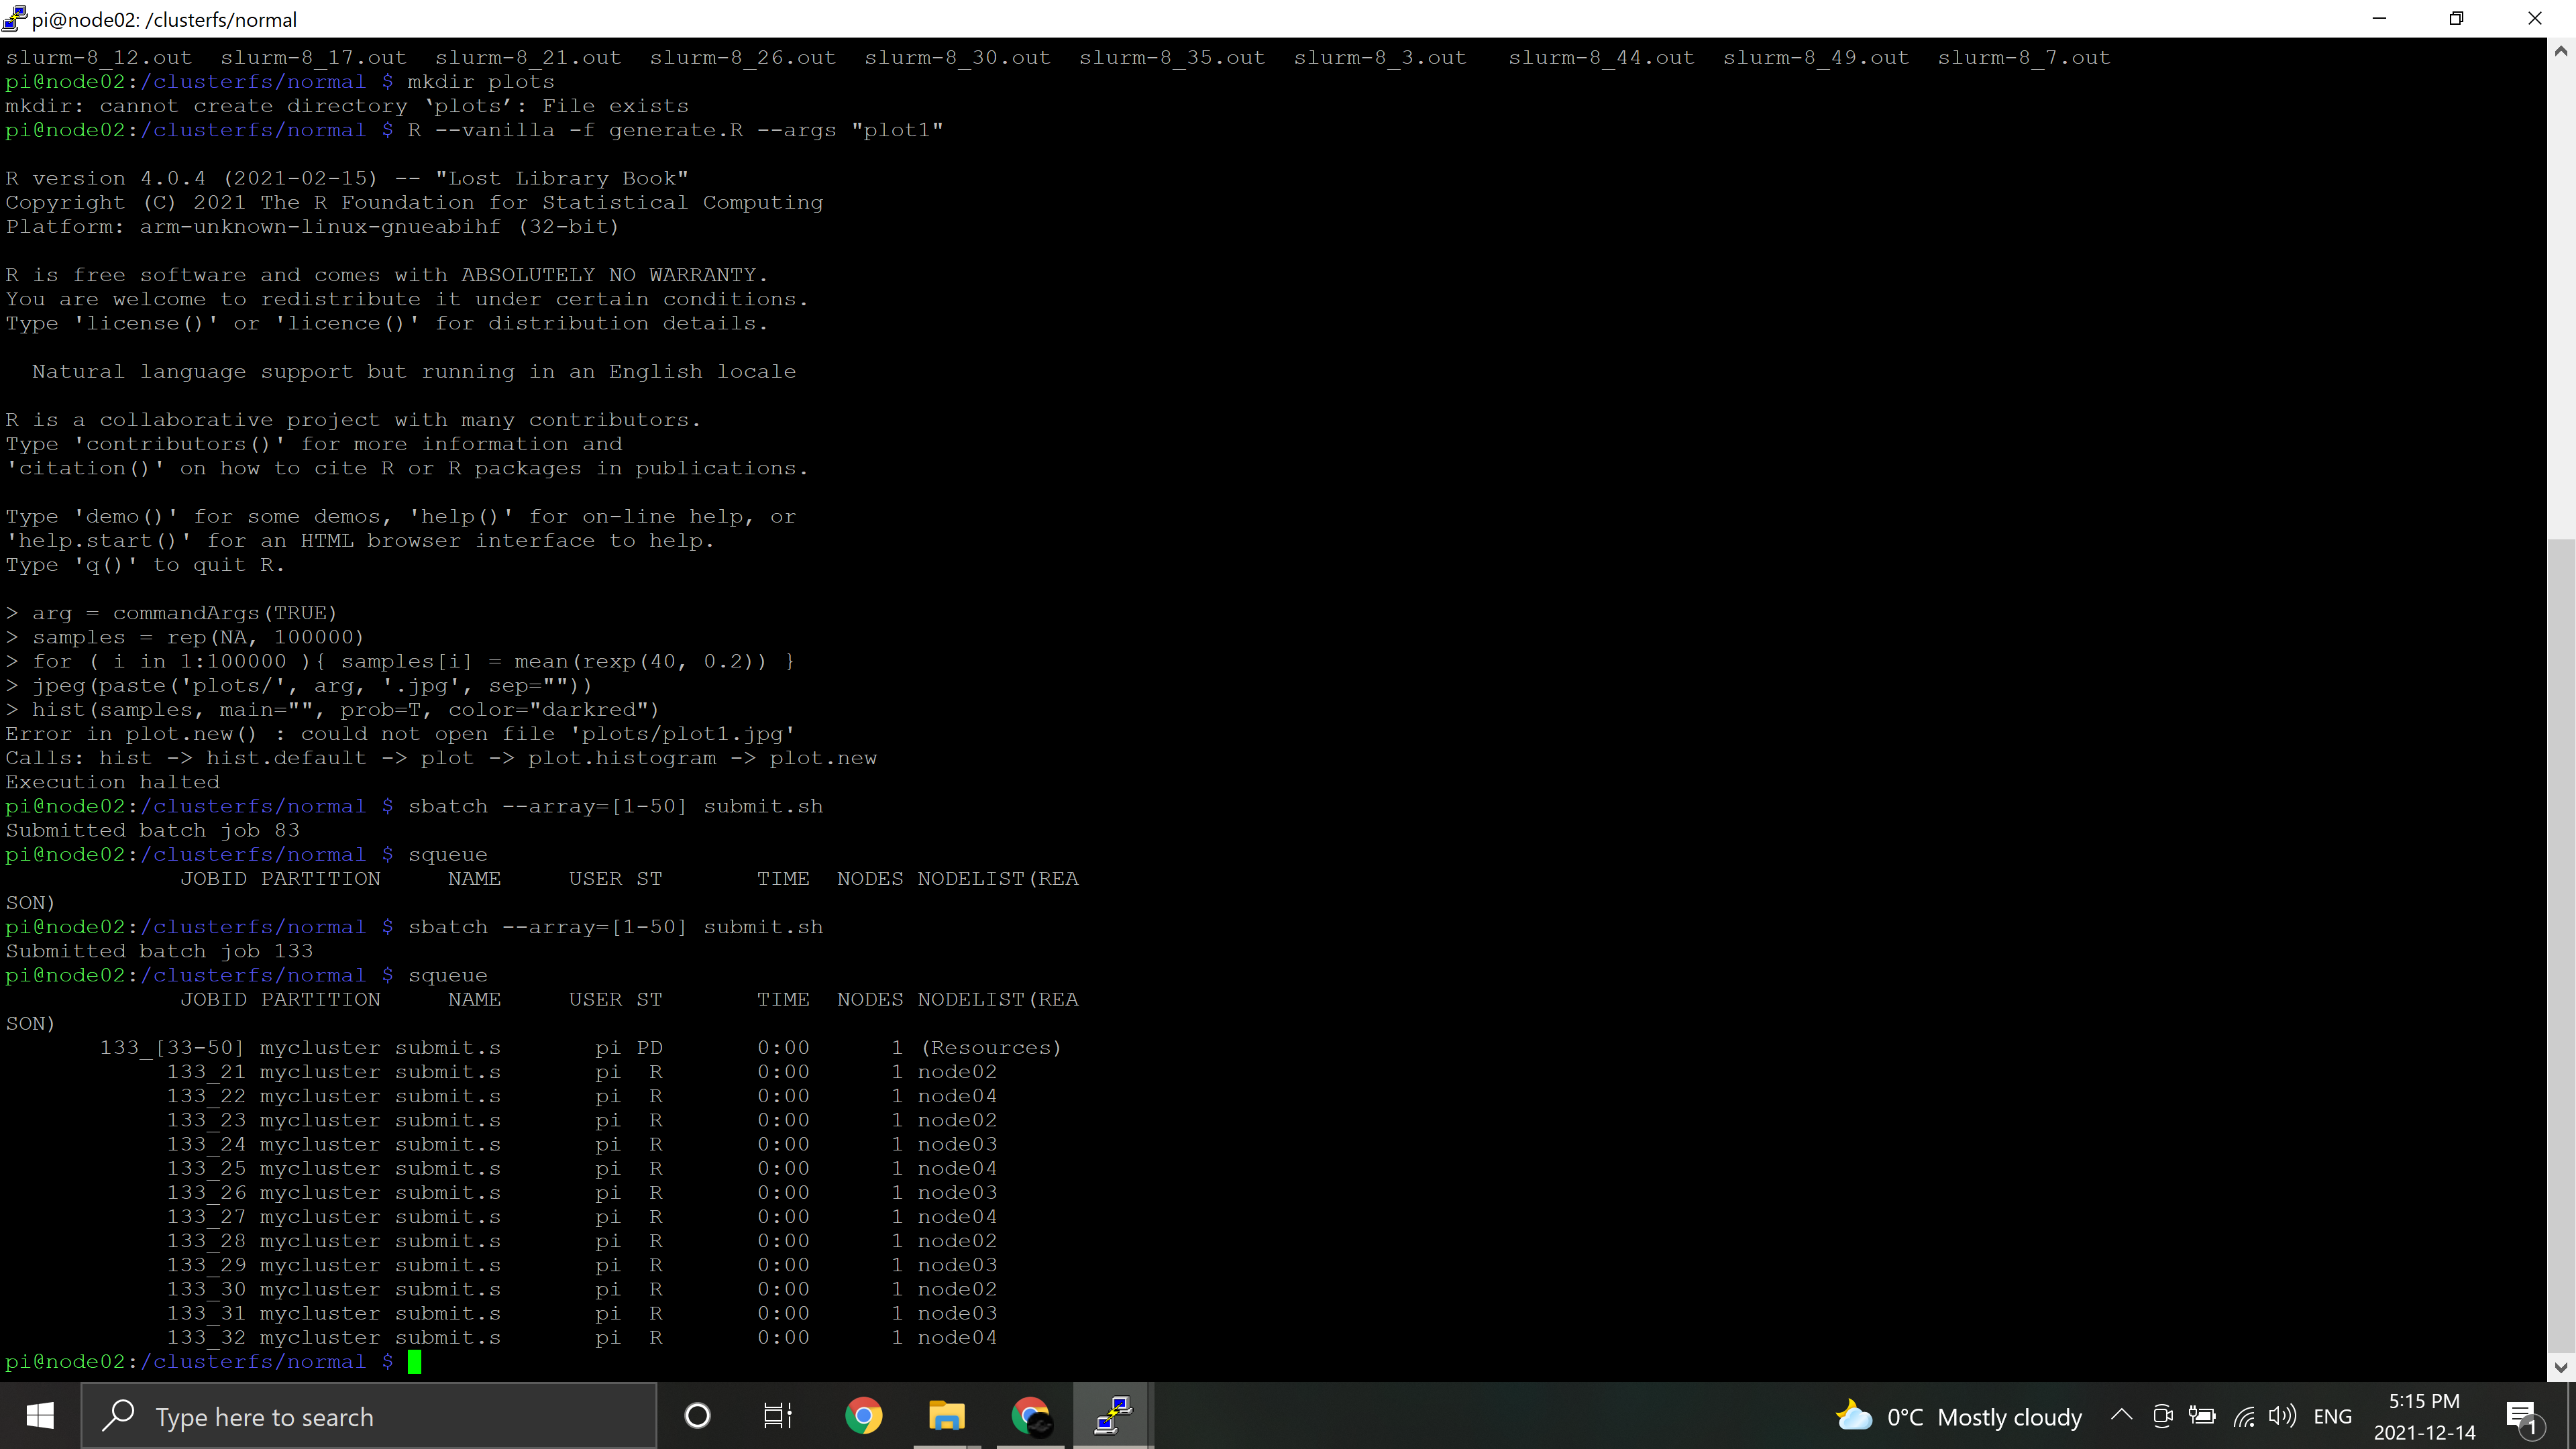 pi@node02: /clusterfs/normal
slurm-8_12.out  slurm-8_17.out  slurm-8_21.out  slurm-8_26.out  slurm-8_30.out  slurm-8_35.out  slurm-8_3.out   slurm-8_44.out  slurm-8_49.out  slurm-8_7.out
pi@node02:/clusterfs/normal $ mkdir plots
mkdir: cannot create directory ‘plots’: File exists
pi@node02:/clusterfs/normal $ R --vanilla -f generate.R --args "plot1"
R version 4.0.4 (2021-02-15) -- "Lost Library Book"
Copyright (C) 2021 The R Foundation for Statistical Computing
Platform: arm-unknown-linux-gnueabihf (32-bit)
R is free software and comes with ABSOLUTELY NO WARRANTY.
You are welcome to redistribute it under certain conditions.
Type 'license()' or 'licence()' for distribution details.
Natural language support but running in an English locale
R is a collaborative project with many contributors.
Type 'contributors()' for more information and
'citation()' on how to cite R or R packages in publications.
Type 'demo()' for some demos, 'help()' for on-line help, or
'help.start()' for an HTML browser interface to help.
Type 'q()' to quit R.
> arg = commandArgs(TRUE)
> samples = rep(NA, 100000)
> for ( i in 1:100000 ){ samples[i] = mean(rexp(40, 0.2)) }
> jpeg(paste('plots/', arg, '.jpg', sep=""))
> hist(samples, main="", prob=T, color="darkred")
Error in plot.new() : could not open file 'plots/plot1.jpg'
Calls: hist -> hist.default -> plot -> plot.histogram -> plot.new
Execution halted
pi@node02:/clusterfs/normal $ sbatch --array=[1-50] submit.sh
Submitted batch job 83
pi@node02:/clusterfs/normal $ squeue
JOBID PARTITION     NAME     USER ST       TIME  NODES NODELIST(REA
SON)
pi@node02:/clusterfs/normal $ sbatch --array=[1-50] submit.sh
Submitted batch job 133
pi@node02:/clusterfs/normal $ squeue
JOBID PARTITION     NAME     USER ST       TIME  NODES NODELIST(REA
SON)
133_[33-50] mycluster submit.s       pi PD       0:00      1 (Resources)
133_21 mycluster submit.s       pi  R       0:00      1 node02
133_22 mycluster submit.s       pi  R       0:00      1 node04
133_23 mycluster submit.s       pi  R       0:00      1 node02
133_24 mycluster submit.s       pi  R       0:00      1 node03
133_25 mycluster submit.s       pi  R       0:00      1 node04
133_26 mycluster submit.s       pi  R       0:00      1 node03
133_27 mycluster submit.s       pi  R       0:00      1 node04
133_28 mycluster submit.s       pi  R       0:00      1 node02
133_29 mycluster submit.s       pi  R       0:00      1 node03
133_30 mycluster submit.s       pi  R       0:00      1 node02
133_31 mycluster submit.s       pi  R       0:00      1 node03
133_32 mycluster submit.s       pi  R       0:00      1 node04
pi@node02:/clusterfs/normal $
Type here to search
0°C Mostly cloudy
ENG
5:15 PM
2021-12-14
1